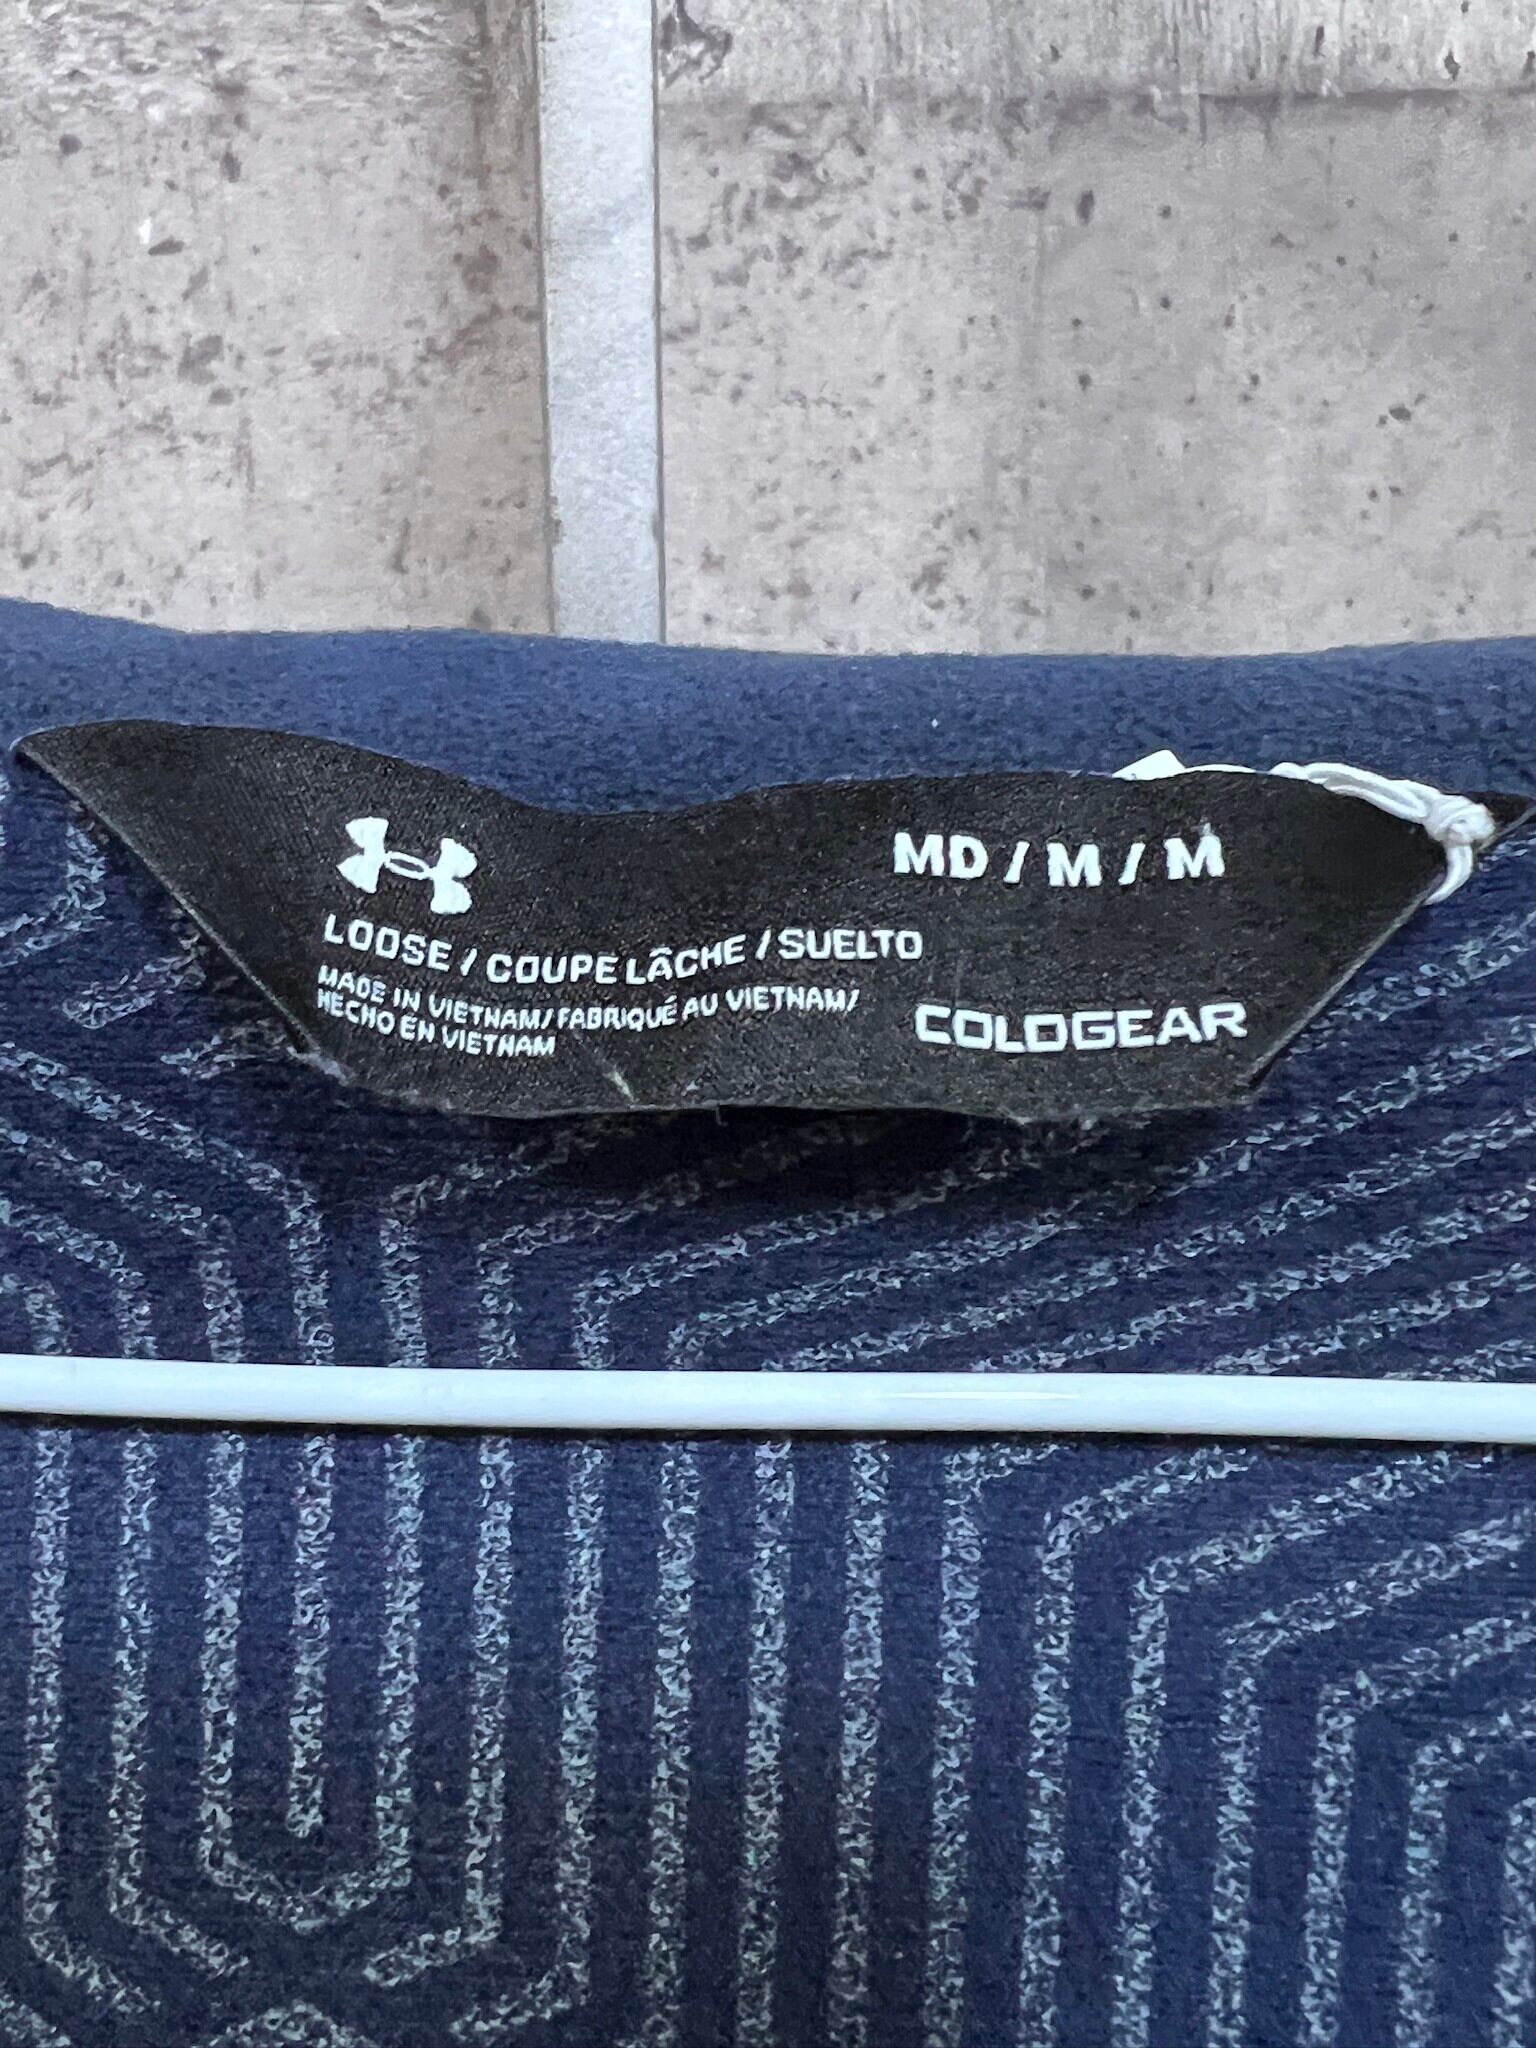 MD / M / M
LOOSE / COUPE LÂCHE / SUELTO
MADE IN VIETNAM/ FABRIQUÉ AU VIETNAM/
HECHO EN VIETNAM
COLDGEAR